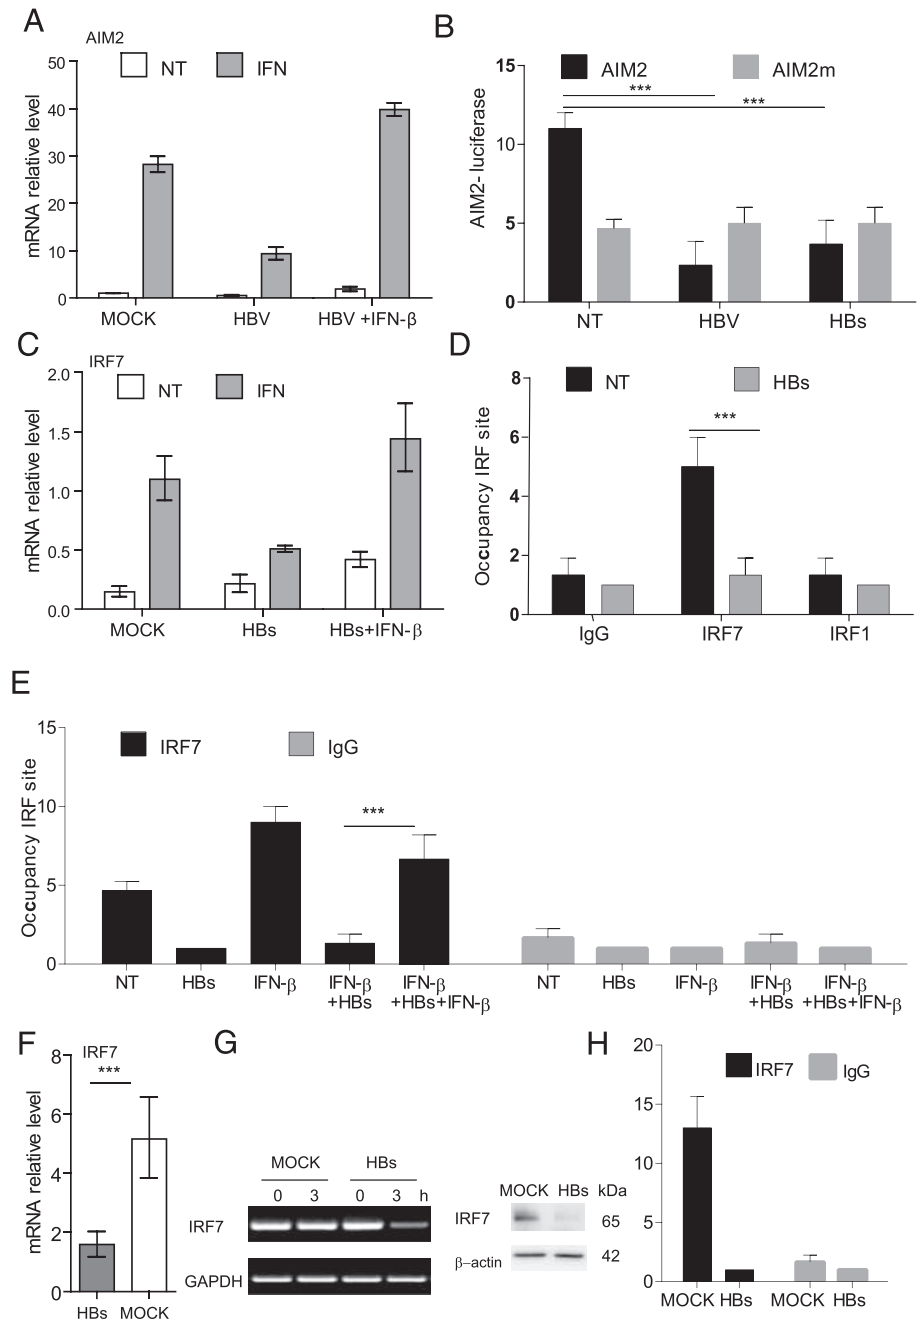 A
AIM2
NT IFN
mRNA relative level
50
40
30
20
10
0
MOCK HBV HBV +IFN-β
B
AIM2 AIM2m
AIM2- luciferase
15
10
5
0
***
***
NT HBV HBs
C
IRF7
NT IFN
mRNA relative level
2.0
1.5
1.0
0.5
0.0
MOCK HBs HBs+IFN-β
D
NT HBs
Occupancy IRF site
8
6
4
2
0
***
IgG IRF7 IRF1
E
IRF7 IgG
Occupancy IRF site
15
10
5
0
***
NT HBs IFN-β IFN-β IFN-β NT HBs IFN-β IFN-β IFN-β
+HBs +HBs+IFN-β +HBs +HBs+IFN-β
F
IRF7
***
mRNA relative level
8
6
4
2
0
HBs MOCK
G
MOCK HBs
0 3 0 3 h
IRF7
GAPDH
MOCK HBs kDa
IRF7 65
β-actin 42
H
IRF7 IgG
20
15
10
5
0
MOCK HBs MOCK HBs